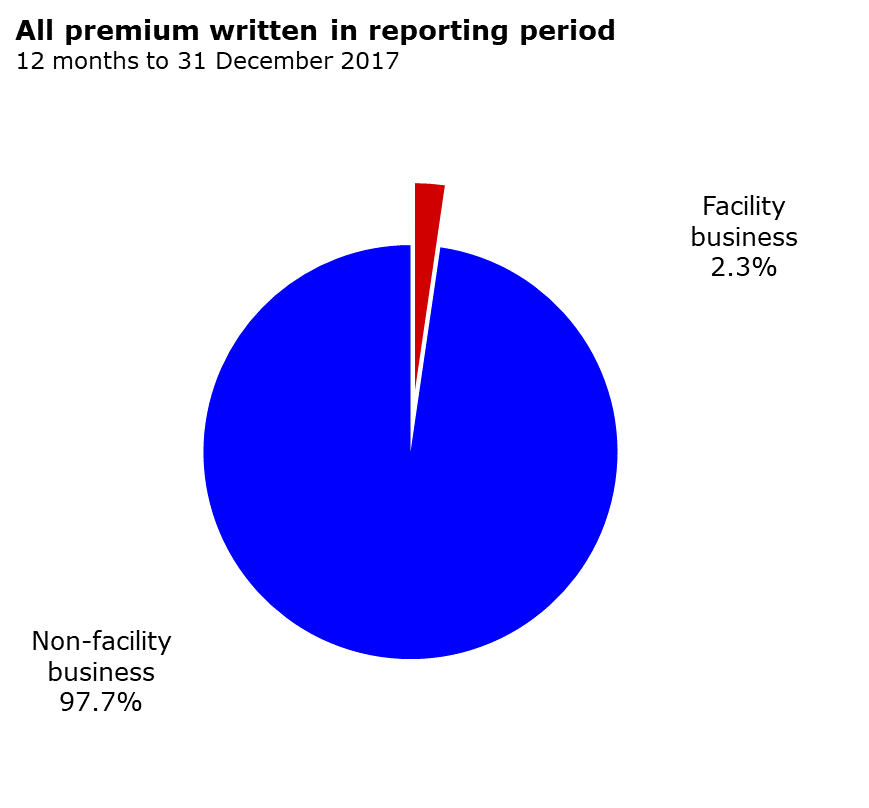 All premium written in reporting period
12 months to 31 December 2017
Facility
business
2.3%
Non-facility
business
97.7%